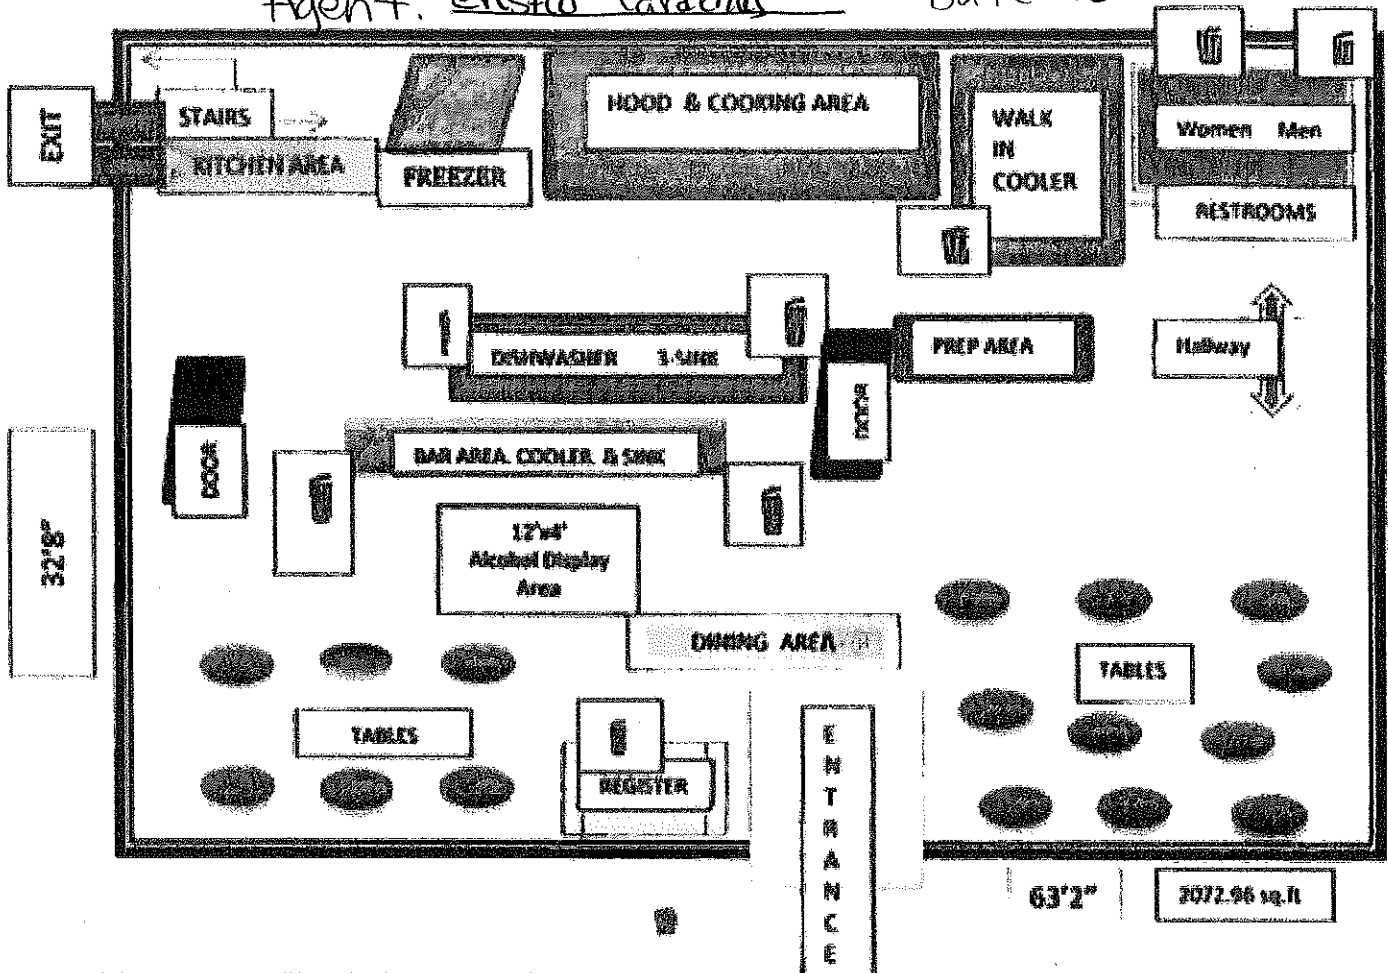 Agent:
EXIT
STAIRS
KITCHEN AREA
FREEZER
HOOD & COOKING AREA
WALK
IN
COOLER
Women Men
RESTROOMS
DISHWASHER 3-SINK
PREP AREA
Hallway
DOOR
DOOR
BAR AREA, COOLER, & SINK
32'8"
12'x4'
Alcohol Display
Area
DINING AREA
TABLES
TABLES
REGISTER
ENTRANCE
63'2"
2072.96 sq.ft